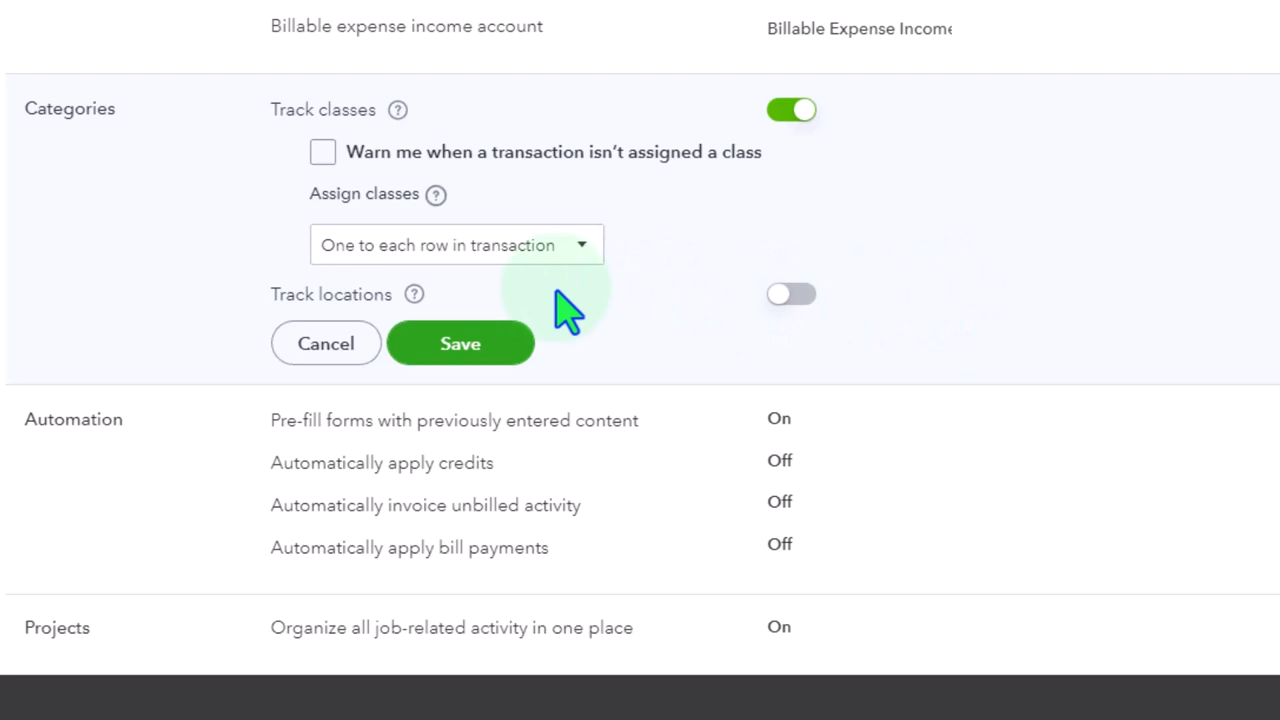 Billable expense income account Billable Expense Income
Categories Track classes ?
Warn me when a transaction isn't assigned a class
Assign classes ?
One to each row in transaction
Track locations ?
Cancel Save
Automation Pre-fill forms with previously entered content On
Automatically apply credits Off
Automatically invoice unbilled activity Off
Automatically apply bill payments Off
Projects Organize all job-related activity in one place On